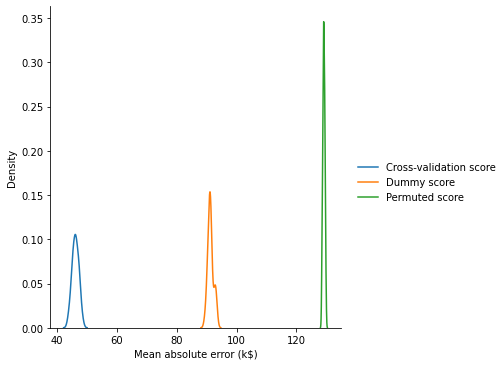 0.35
0.30
0.25
0.20
0.15
0.10
0.05
0.00
Density
40
60
80
100
120
Mean absolute error (k$)
Cross-validation score
Dummy score
Permuted score